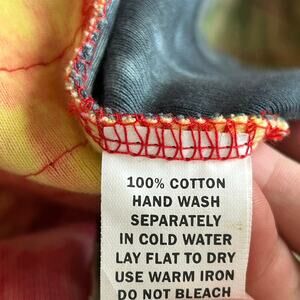 100% COTTON
HAND WASH
SEPARATELY
IN COLD WATER
LAY FLAT TO DRY
USE WARM IRON
DO NOT BLEACH